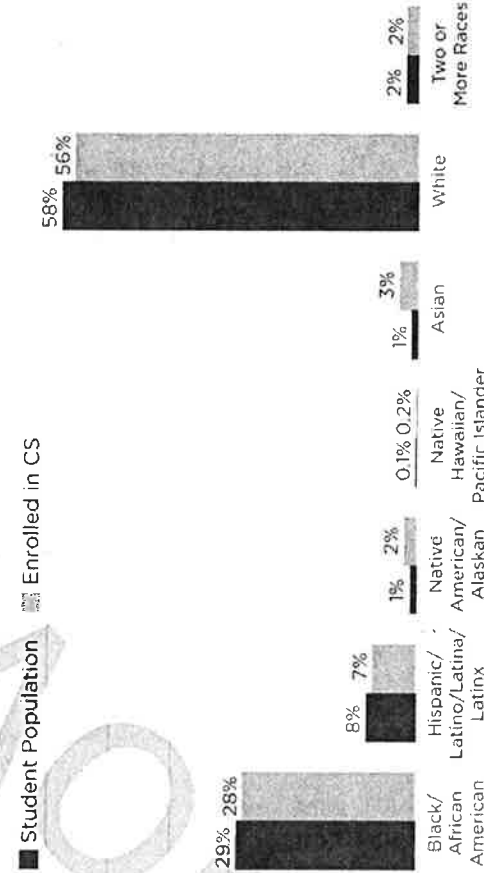 Student Population Enrolled in CS
29% 28%
8% 7%
1% 2%
0.1% 0.2%
1% 3%
58% 56%
2% 2%
Black/
African
American
Hispanic/
Latino/Latina/
Latinx
Native
American/
Alaskan
Native
Hawaiian/
Pacific Islander
Asian
White
Two or
More Races